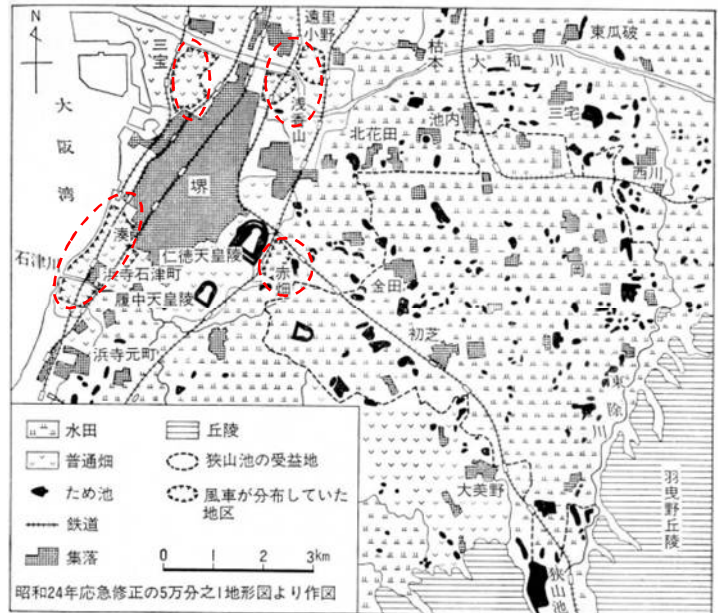 N
三宝
遠里
小野
枯木
東瓜破
大和川
浅香山
大阪湾
池内
三宅
北花田
西川
堺
湊
石津川
仁徳天皇陵
赤畑
浜寺石津町
金田
履中天皇陵
初芝
浜寺元町
東除川
水田
丘陵
普通畑
狭山池の受益地
ため池
風車が分布していた
地区
大美野
羽曳野丘陵
鉄道
集落
0 1 2 3km
狭山池
昭和24年応急修正の5万分之1地形図より作図